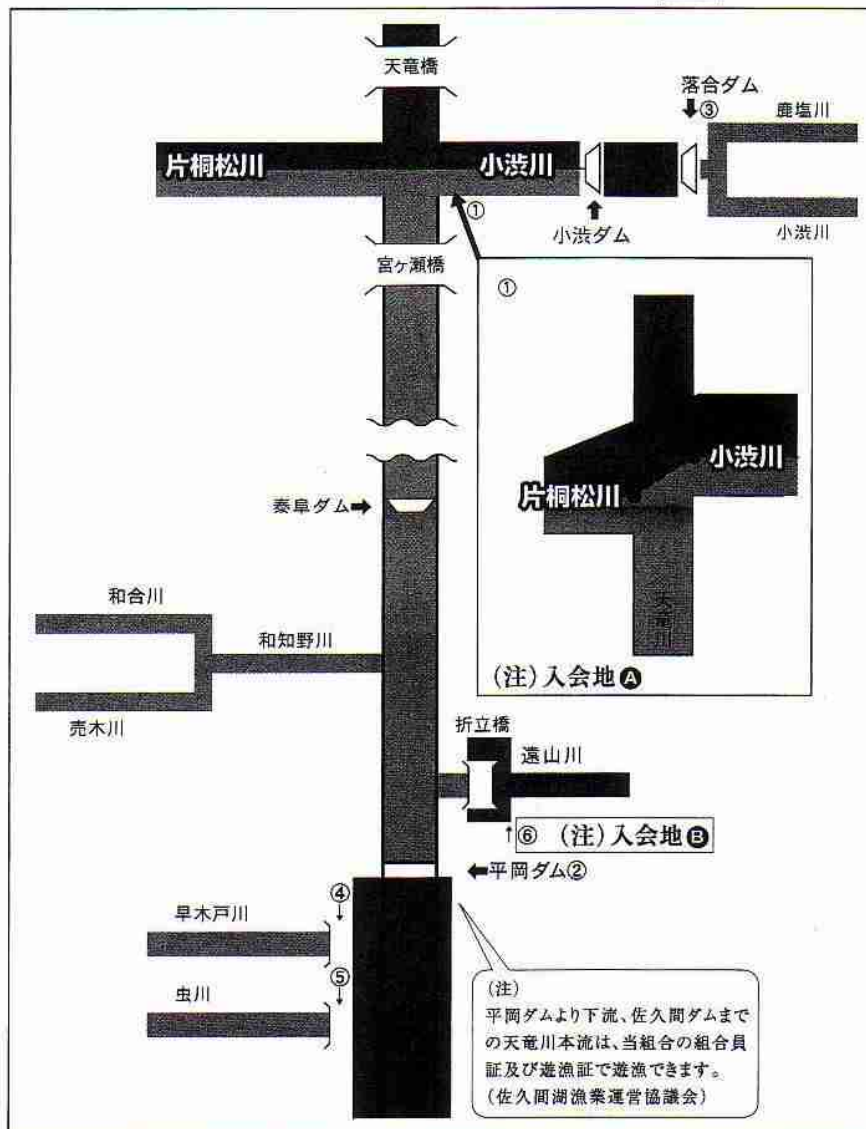 天竜橋
落合ダム
③
鹿塩川
片桐松川
小渋川
①
小渋ダム
小渋川
宮ヶ瀬橋
①
小渋川
片桐松川
天竜川
(注)入会地A
泰阜ダム
和合川
和知野川
売木川
折立橋
遠山川
⑥ (注)入会地B
平岡ダム②
④
早木戸川
⑤
虫川
(注)
平岡ダムより下流、佐久間ダムまで
の天竜川本流は、当組合の組合員
証及び遊漁証で遊漁できます。
(佐久間湖漁業運営協議会)